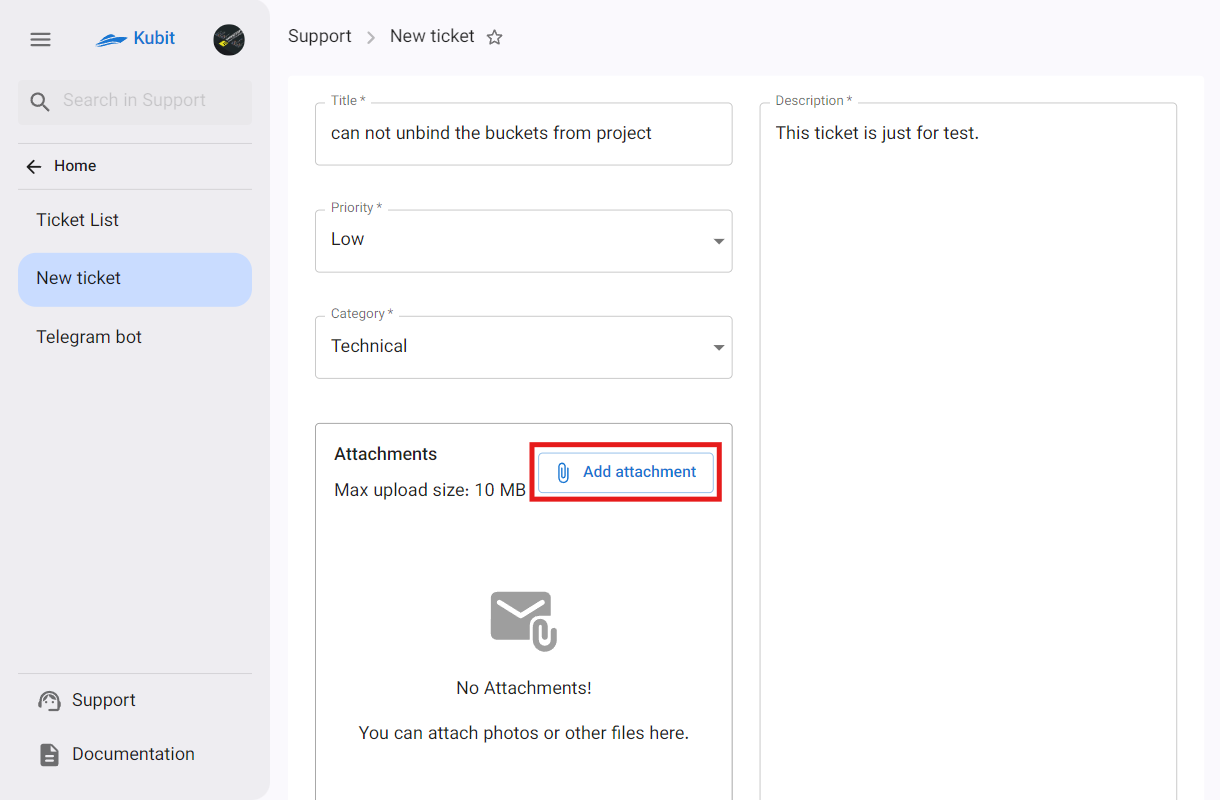 Kubit
Search in Support
Home
Ticket List
New ticket
Telegram bot
Support
Documentation
Support
New ticket
Title *
can not unbind the buckets from project
Priority *
Low
Category *
Technical
Attachments
Max upload size: 10 MB
Add attachment
No Attachments!
You can attach photos or other files here.
Description *
This ticket is just for test.